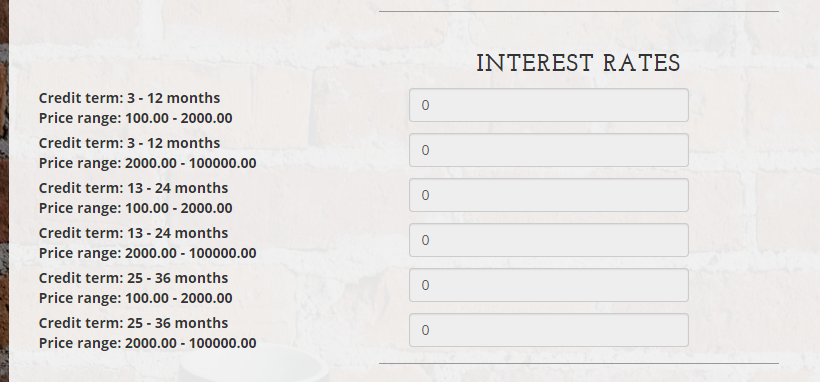 INTEREST RATES
Credit term: 3 - 12 months
Price range: 100.00 - 2000.00
0
Credit term: 3 - 12 months
Price range: 2000.00 - 100000.00
0
Credit term: 13 - 24 months
Price range: 100.00 - 2000.00
0
Credit term: 13 - 24 months
Price range: 2000.00 - 100000.00
0
Credit term: 25 - 36 months
Price range: 100.00 - 2000.00
0
Credit term: 25 - 36 months
Price range: 2000.00 - 100000.00
0